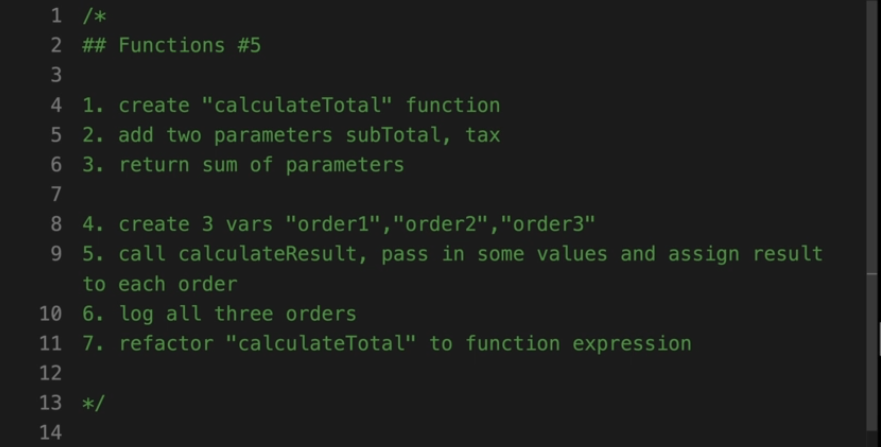 1 /*
2 ## Functions #5
3
4 1. create "calculateTotal" function
5 2. add two parameters subTotal, tax
6 3. return sum of parameters
7
8 4. create 3 vars "order1","order2","order3"
9 5. call calculateResult, pass in some values and assign result
to each order
10 6. log all three orders
11 7. refactor "calculateTotal" to function expression
12
13 */
14